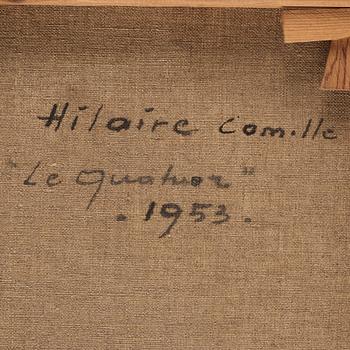 Hilaire Camille
"Le Quatuor"
. 1953.